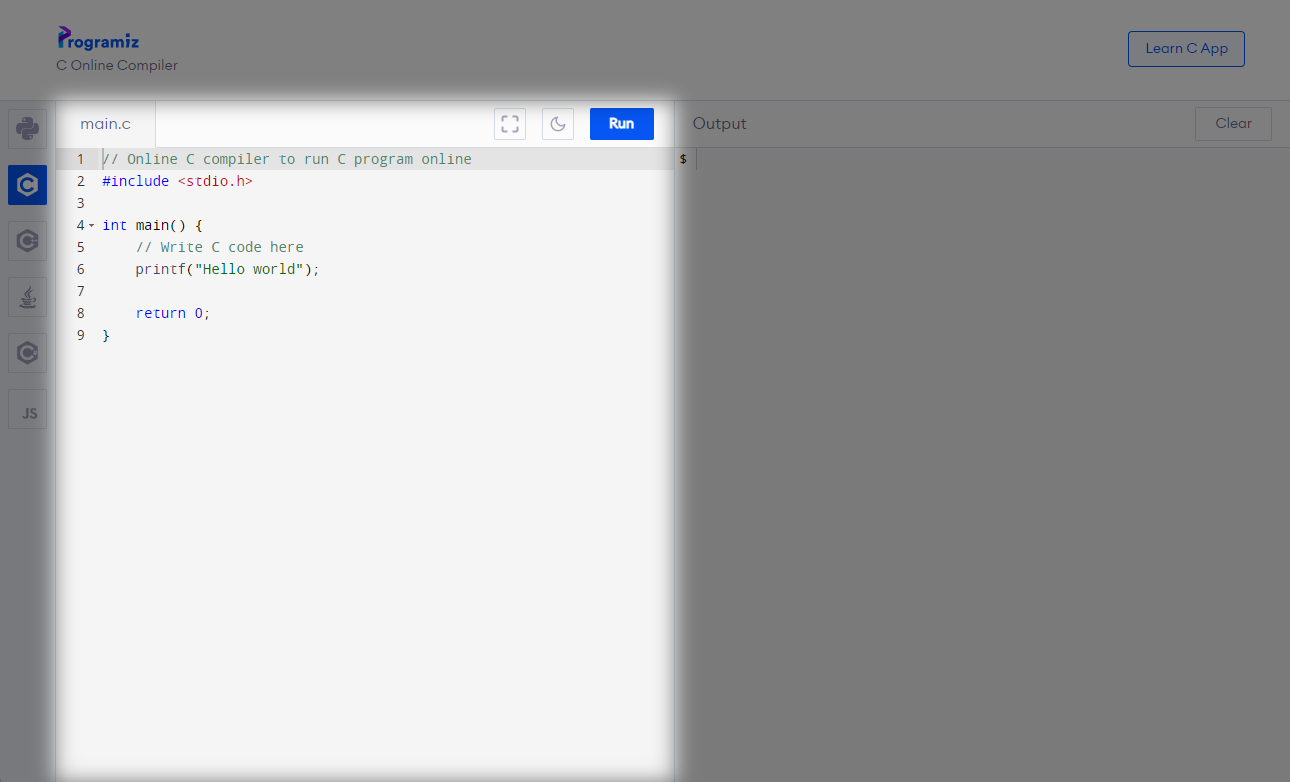 Programiz
C Online Compiler
Learn C App
main.c
Run
Output
Clear
1 // Online C compiler to run C program online
2 #include <stdio.h>
3
4 int main() {
5     // Write C code here
6     printf("Hello world");
7
8     return 0;
9 }
$
JS